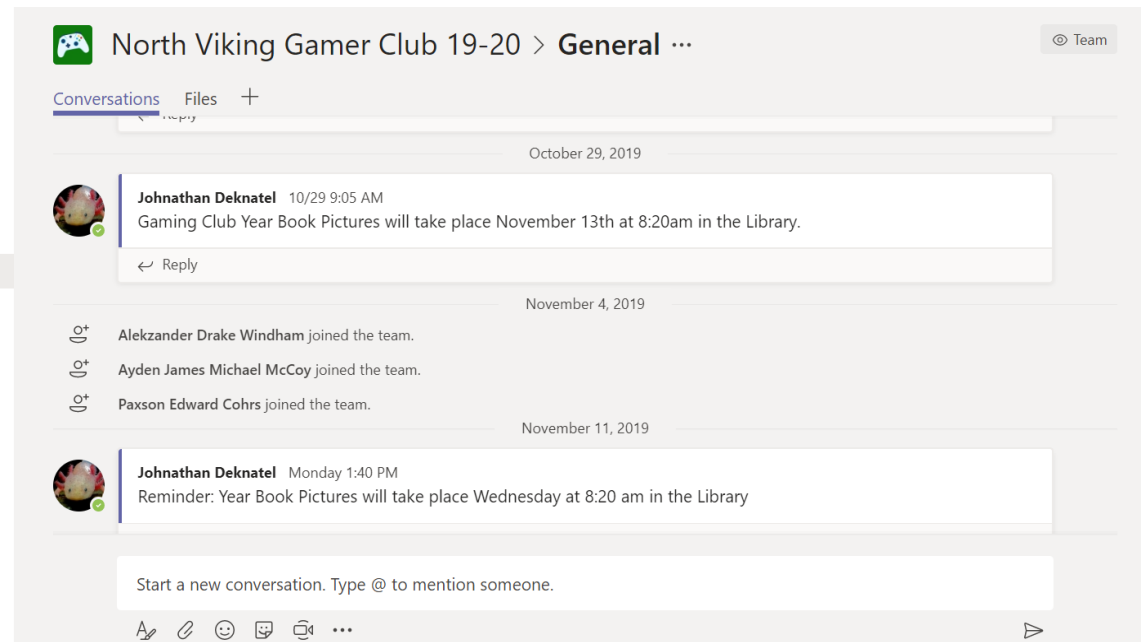 North Viking Gamer Club 19-20 > General ...
Team
Conversations Files
Reply
October 29, 2019
Johnathan Deknatel 10/29 9:05 AM
Gaming Club Year Book Pictures will take place November 13th at 8:20am in the Library.
Reply
November 4, 2019
Alekzander Drake Windham joined the team.
Ayden James Michael McCoy joined the team.
Paxson Edward Cohrs joined the team.
November 11, 2019
Johnathan Deknatel Monday 1:40 PM
Reminder: Year Book Pictures will take place Wednesday at 8:20 am in the Library
Start a new conversation. Type @ to mention someone.